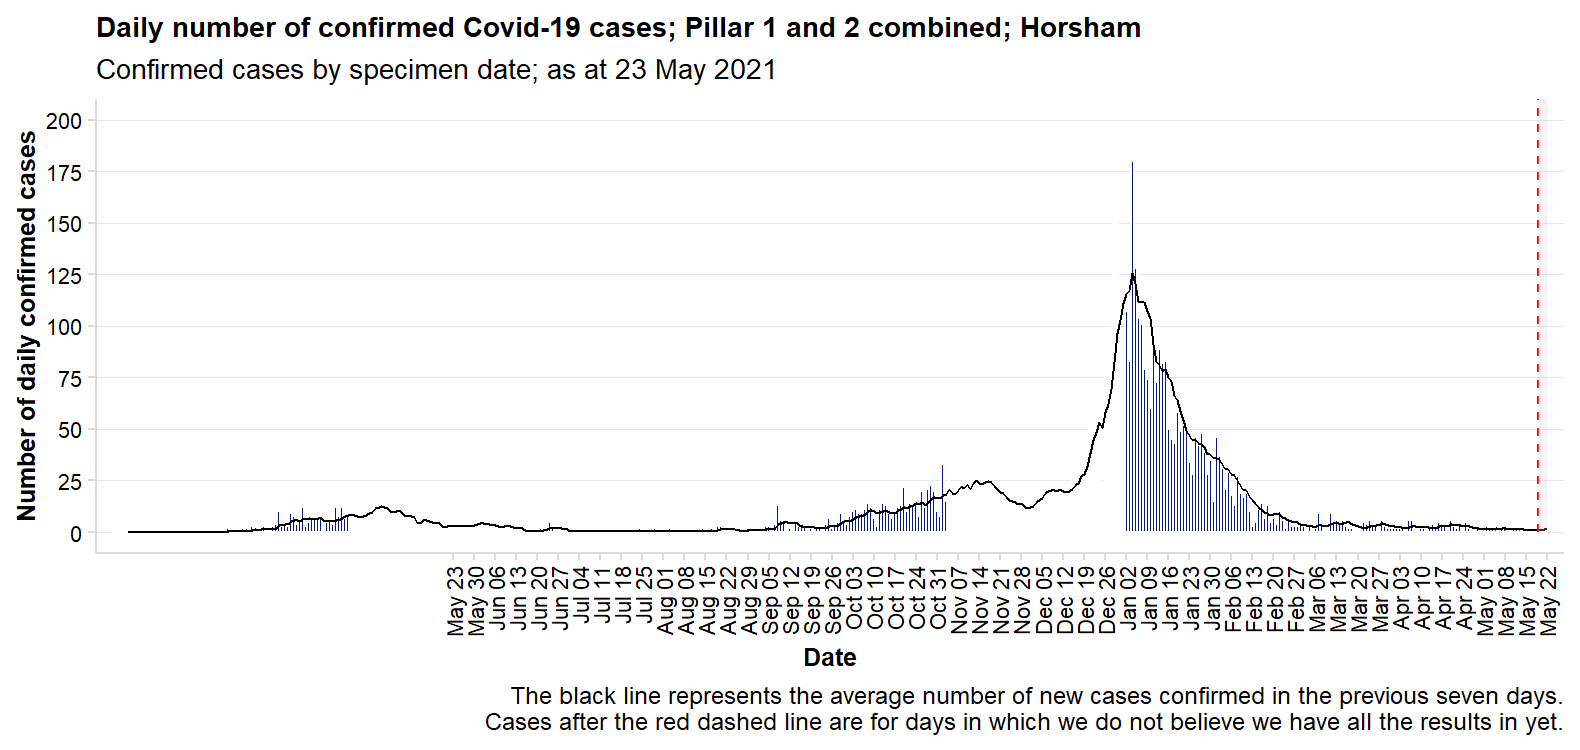 Daily number of confirmed Covid-19 cases; Pillar 1 and 2 combined; Horsham
Confirmed cases by specimen date; as at 23 May 2021
Number of daily confirmed cases
200
175
150
125
100
75
50
25
0
May 23
May 30
Jun 06
Jun 13
Jun 20
Jun 27
Jul 04
Jul 11
Jul 18
Jul 25
Aug 01
Aug 08
Aug 15
Aug 22
Aug 29
Sep 05
Sep 12
Sep 19
Sep 26
Oct 03
Oct 10
Oct 17
Oct 24
Oct 31
Nov 07
Nov 14
Nov 21
Nov 28
Dec 05
Dec 12
Dec 19
Dec 26
Jan 02
Jan 09
Jan 16
Jan 23
Jan 30
Feb 06
Feb 13
Feb 20
Feb 27
Mar 06
Mar 13
Mar 20
Mar 27
Apr 03
Apr 10
Apr 17
Apr 24
May 01
May 08
May 15
May 22
Date
The black line represents the average number of new cases confirmed in the previous seven days.
Cases after the red dashed line are for days in which we do not believe we have all the results in yet.